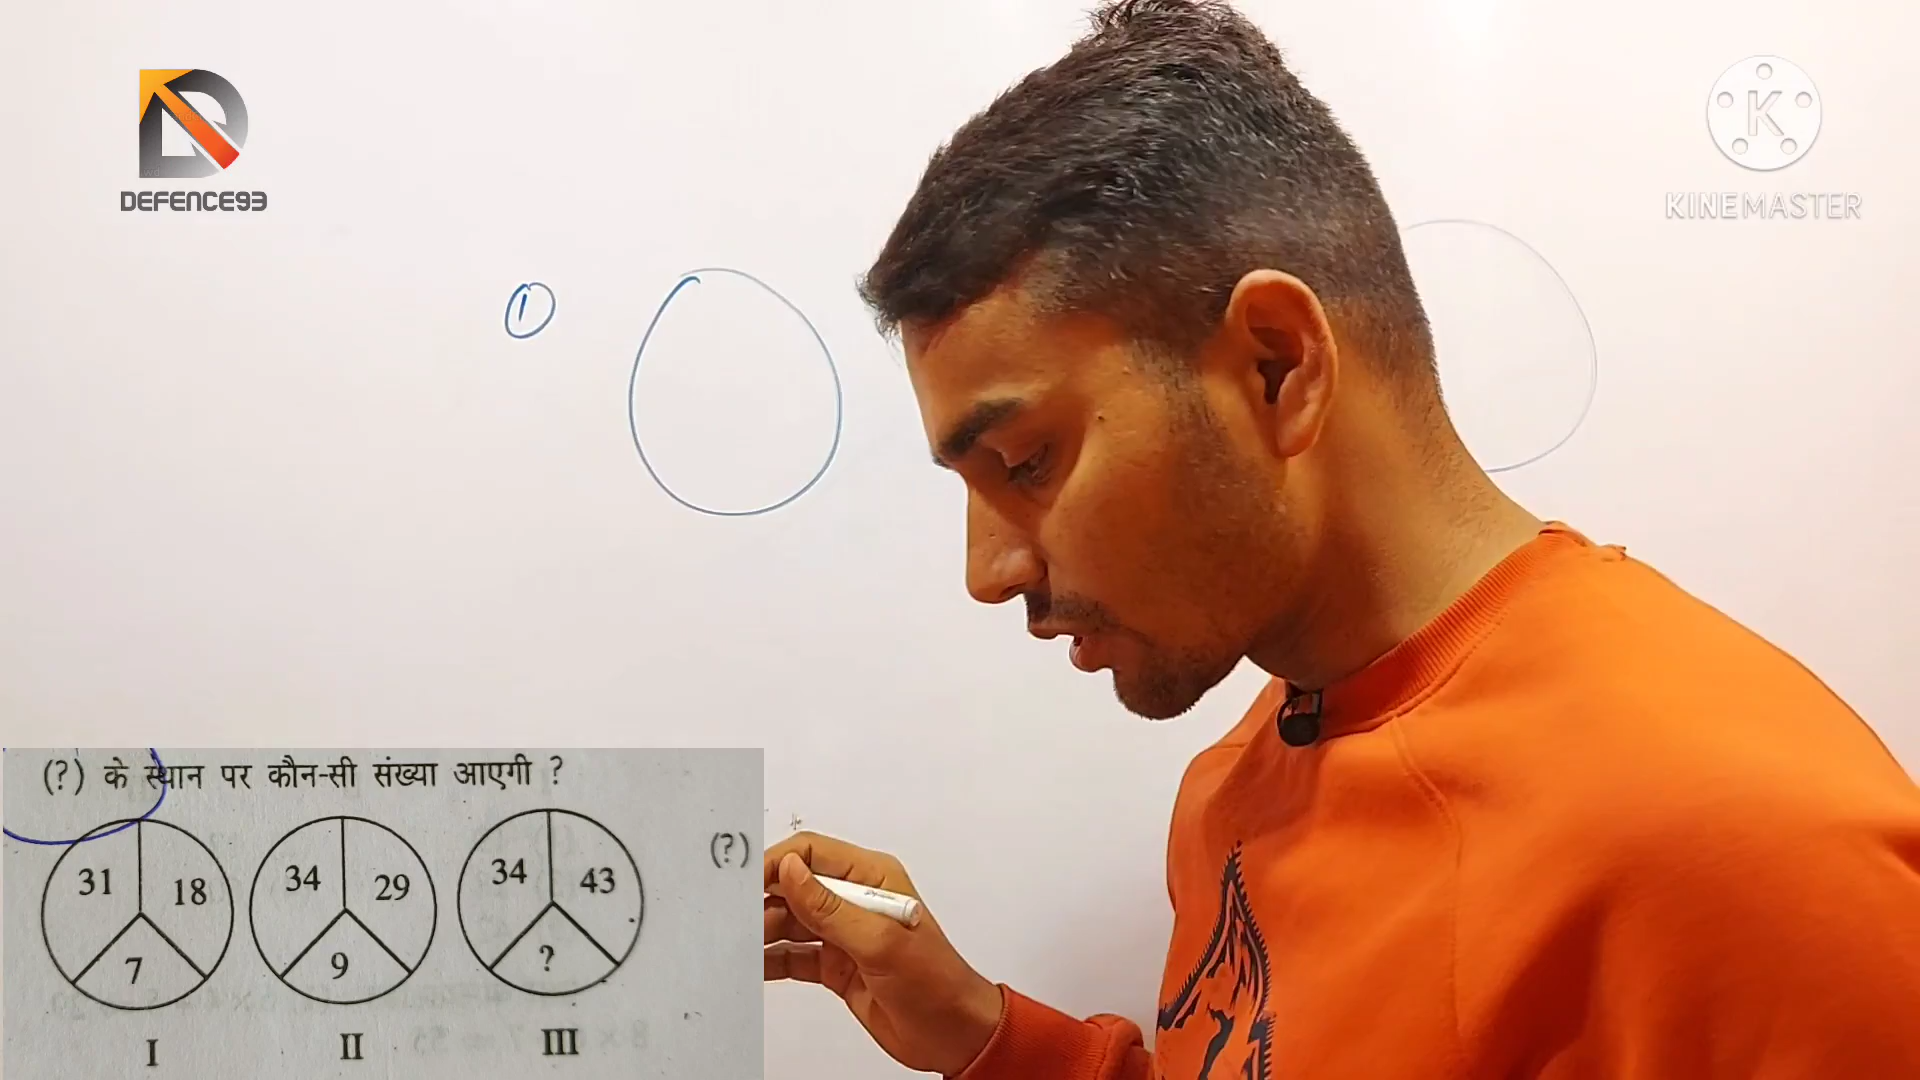 DEFENCE93
K
KINEMASTER
①
(?) के स्थान पर कौन-सी संख्या आएगी ?
31 18 7
34 29 9
34 43 ?
(?)
I II III